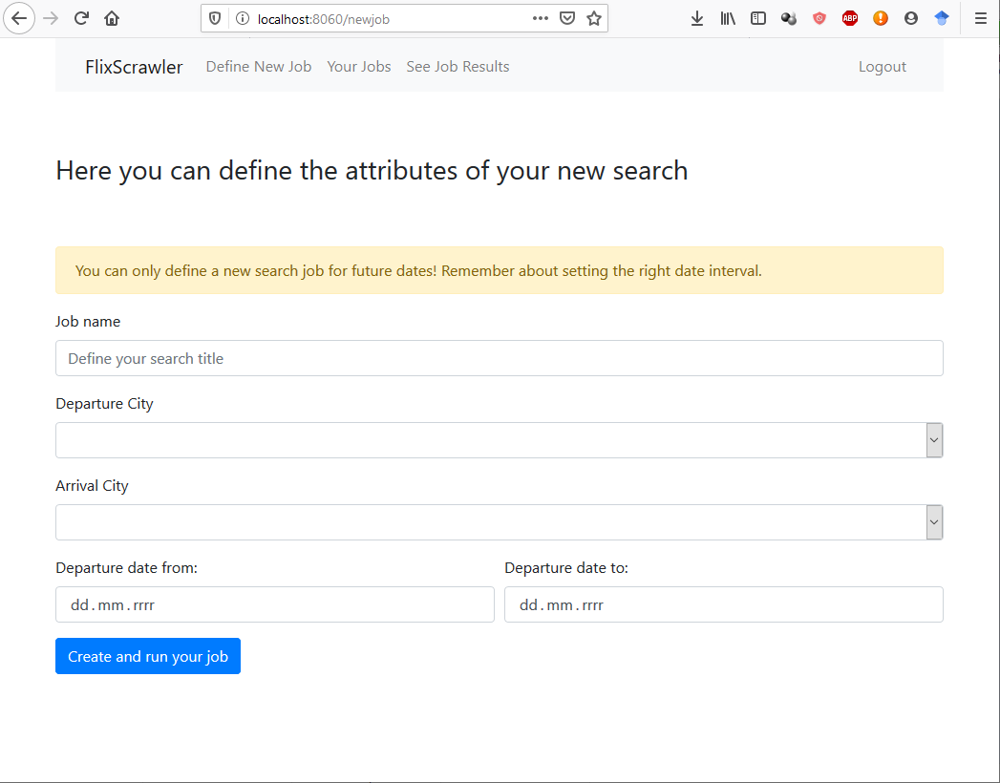 localhost:8060/newjob
ABP
FlixScrawler Define New Job Your Jobs See Job Results Logout
Here you can define the attributes of your new search
You can only define a new search job for future dates! Remember about setting the right date interval.
Job name
Define your search title
Departure City
Arrival City
Departure date from: Departure date to:
dd.mm.rrrr dd.mm.rrrr
Create and run your job